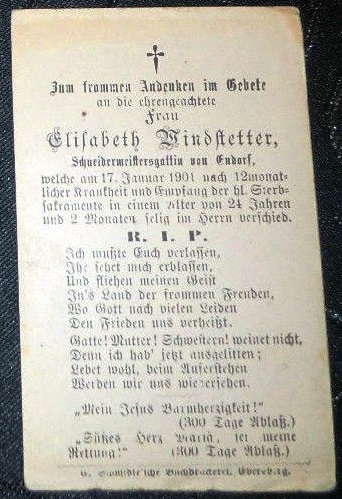 Zum frommen Andenken im Gebete
an die ehrengeachtete
Frau
Elisabeth Windstetter,
Schneidermeistersgattin von Endorf,
welche am 17. Januar 1901 nach 12monat-
licher Krankheit und Empfang der hl. Sterb-
sakramente in einem Alter von 24 Jahren
und 2 Monaten selig im Herrn verschied.
R. I. P.
Ich mußte Euch verlassen,
Ihr sehet mich erblassen,
Und fliehen meinen Geist
In's Land der frommen Freuden,
Wo Gott nach vielen Leiden
Den Frieden uns verheißt.
Gatte! Mutter! Schwestern! weinet nicht,
Denn ich hab' jetzt ausgelitten;
Lebet wohl, beim Auferstehen
Werden wir uns wiedersehen.
„Mein Jesus Barmherzigkeit!"
(300 Tage Ablaß.)
„Süßes Herz Mariä, sei meine
Rettung!" (300 Tage Ablaß.)
Buchdruckerei, Ebersberg.